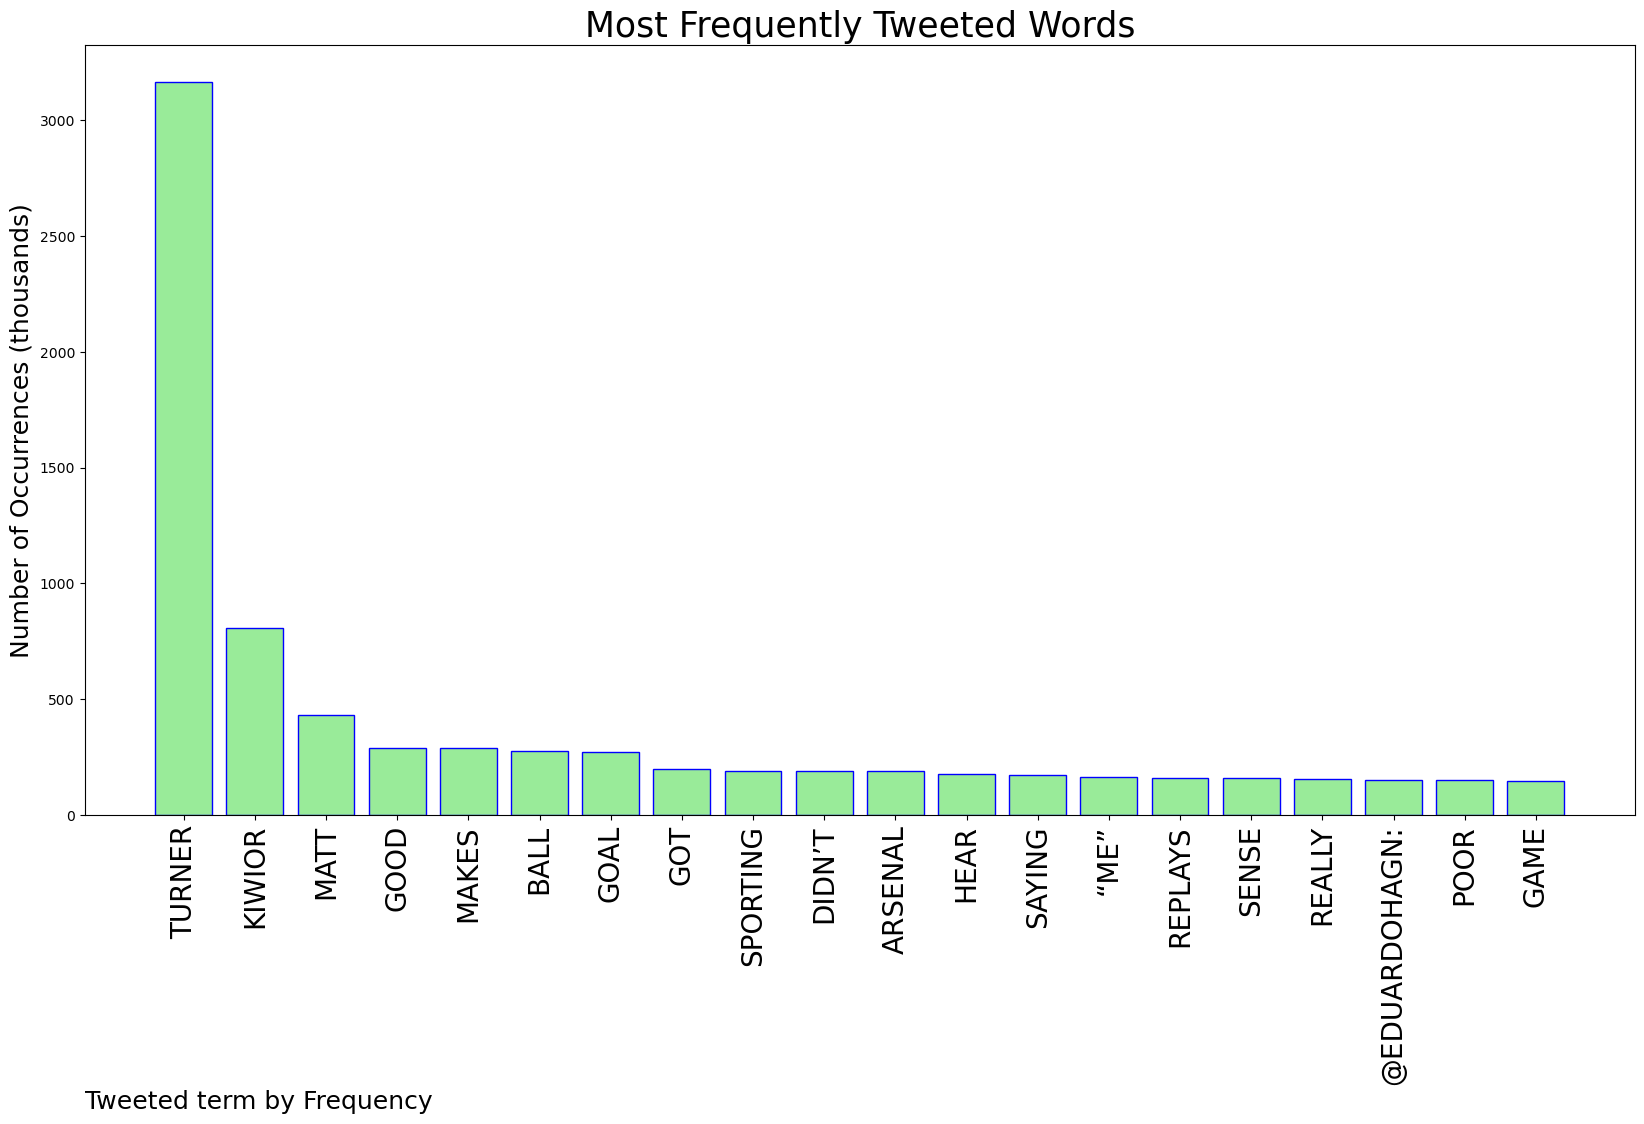 Most Frequently Tweeted Words
Number of Occurrences (thousands)
3000
2500
2000
1500
1000
500
0
TURNER
KIWIOR
MATT
GOOD
MAKES
BALL
GOAL
GOT
SPORTING
DIDN’T
ARSENAL
HEAR
SAYING
“ME”
REPLAYS
SENSE
REALLY
@EDUARDOHAGN:
POOR
GAME
Tweeted term by Frequency